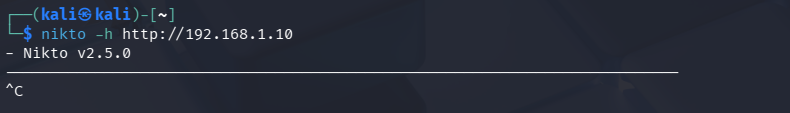 ┌──(kali㉿kali)-[~]
└─$ nikto -h http://192.168.1.10
- Nikto v2.5.0
---------------------------------------------------------------------------
^C